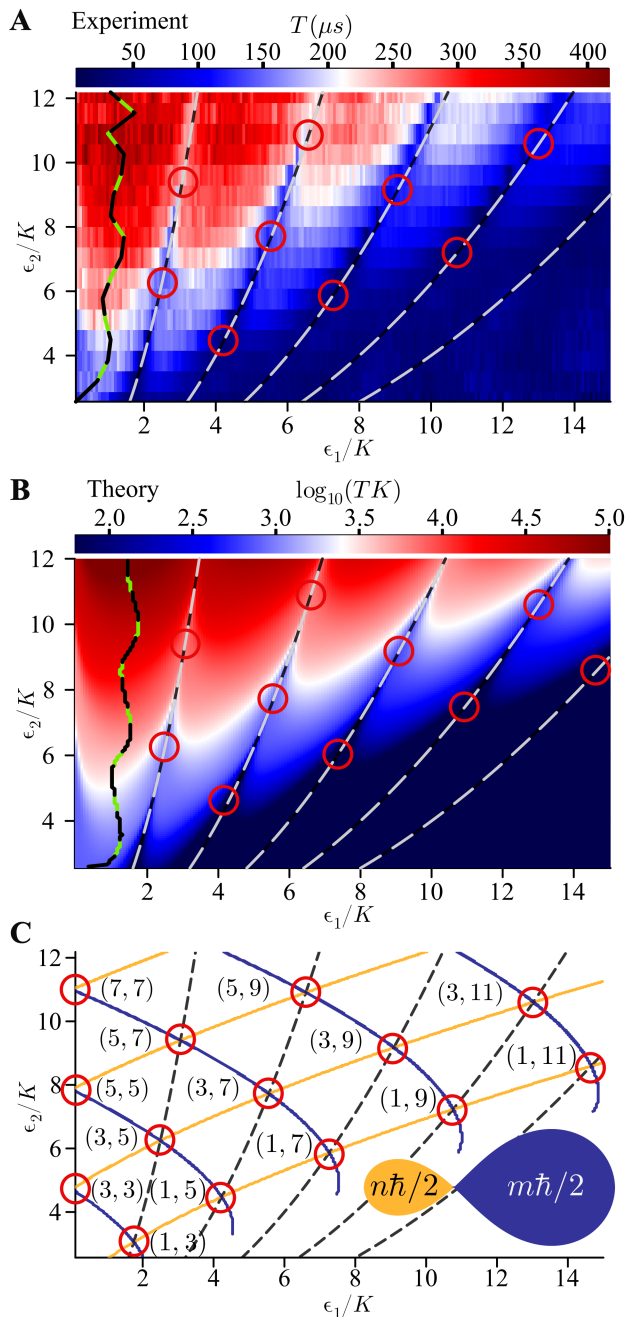 A Experiment T(μs)
0 50 100 150 200 250 300 350 400
12
10
8
6
4
ϵ₂/K
2 4 6 8 10 12 14
ϵ₁/K
B Theory log₁₀(TK)
2.0 2.5 3.0 3.5 4.0 4.5 5.0
12
10
8
6
4
ϵ₂/K
2 4 6 8 10 12 14
ϵ₁/K
C
12
10
8
6
4
ϵ₂/K
(7, 7) (5, 9) (3, 11)
(5, 7) (3, 9) (1, 11)
(5, 5) (3, 7) (1, 9)
(3, 5) (1, 7)
(3, 3) (1, 5) nħ/2 mħ/2
(1, 3)
2 4 6 8 10 12 14
ϵ₁/K